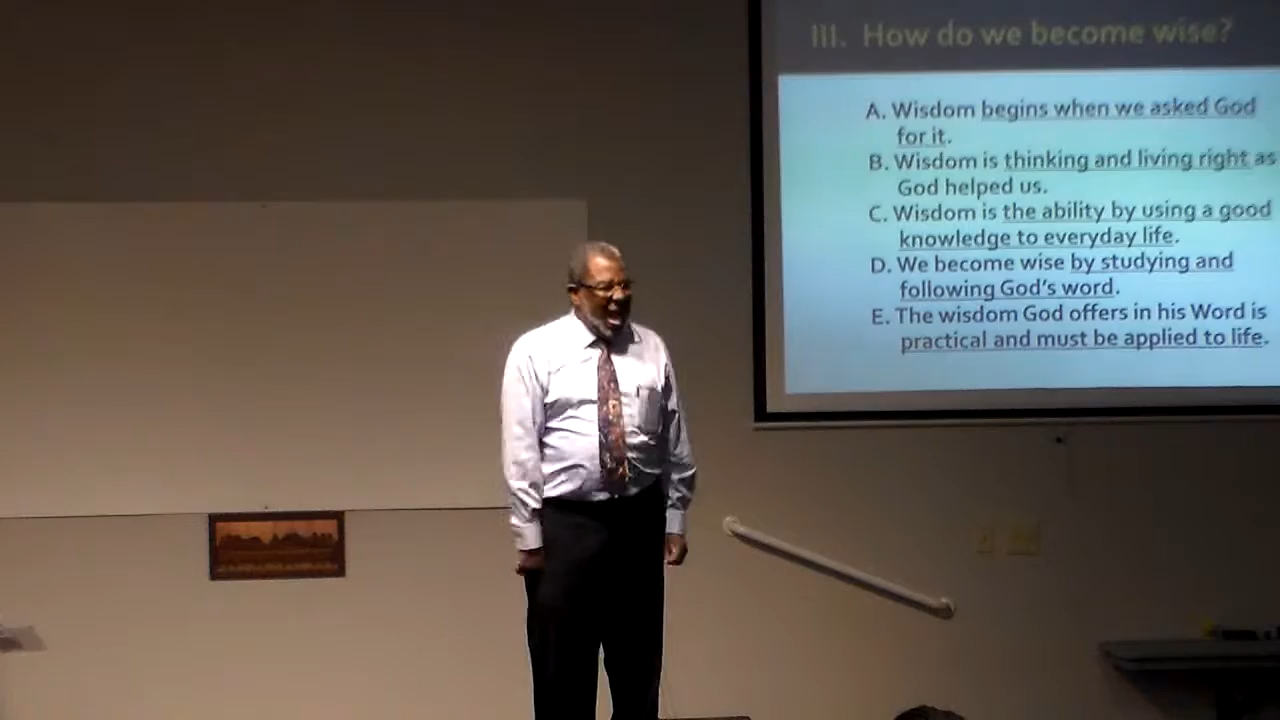 III. How do we become wise?
A. Wisdom begins when we asked God
for it.
B. Wisdom is thinking and living right as
God helped us.
C. Wisdom is the ability by using a good
knowledge to everyday life.
D. We become wise by studying and
following God's word.
E. The wisdom God offers in his Word is
practical and must be applied to life.